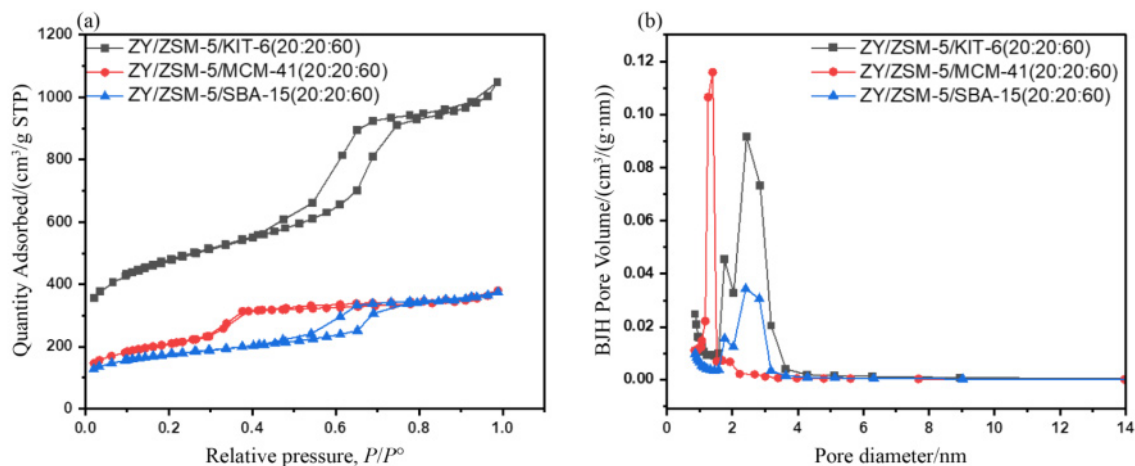 (a)
ZY/ZSM-5/KIT-6(20:20:60)
ZY/ZSM-5/MCM-41(20:20:60)
ZY/ZSM-5/SBA-15(20:20:60)
Quantity Adsorbed/(cm³/g STP)
1200
1000
800
600
400
200
0
0.0 0.2 0.4 0.6 0.8 1.0
Relative pressure, P/P°
(b)
ZY/ZSM-5/KIT-6(20:20:60)
ZY/ZSM-5/MCM-41(20:20:60)
ZY/ZSM-5/SBA-15(20:20:60)
BJH Pore Volume/(cm³/(g·nm))
0.12
0.10
0.08
0.06
0.04
0.02
0.00
0 2 4 6 8 10 12 14
Pore diameter/nm